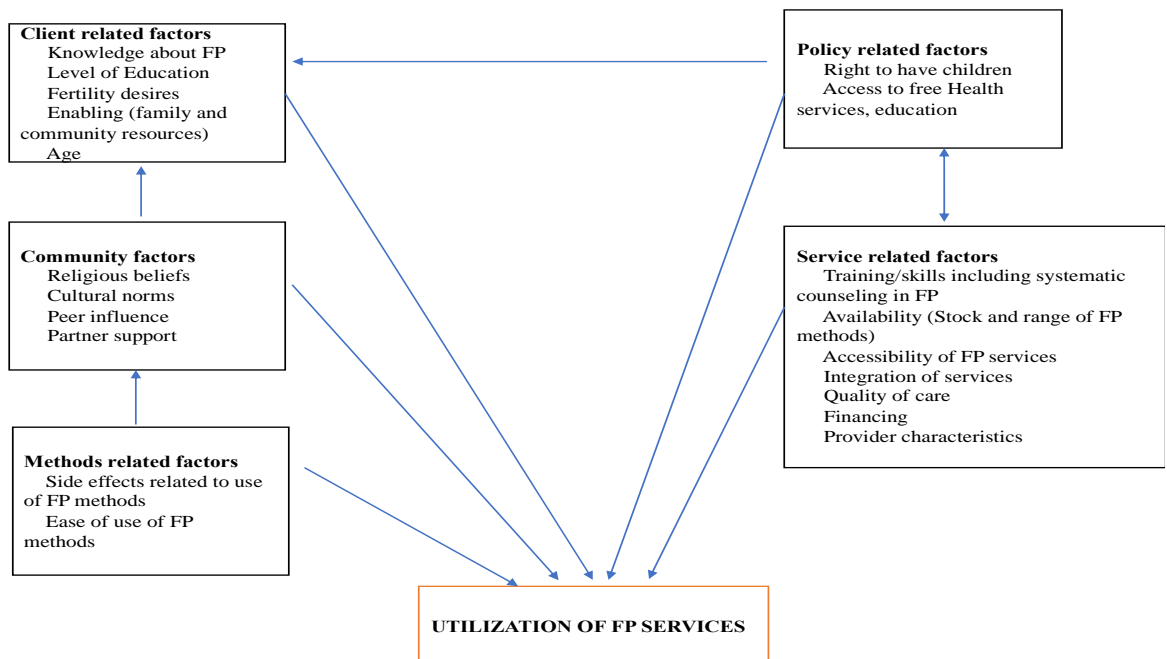 Client related factors
Knowledge about FP
Level of Education
Fertility desires
Enabling (family and
community resources)
Age
Community factors
Religious beliefs
Cultural norms
Peer influence
Partner support
Methods related factors
Side effects related to use
of FP methods
Ease of use of FP
methods
Policy related factors
Right to have children
Access to free Health
services, education
Service related factors
Training/skills including systematic
counseling in FP
Availability (Stock and range of FP
methods)
Accessibility of FP services
Integration of services
Quality of care
Financing
Provider characteristics
UTILIZATION OF FP SERVICES